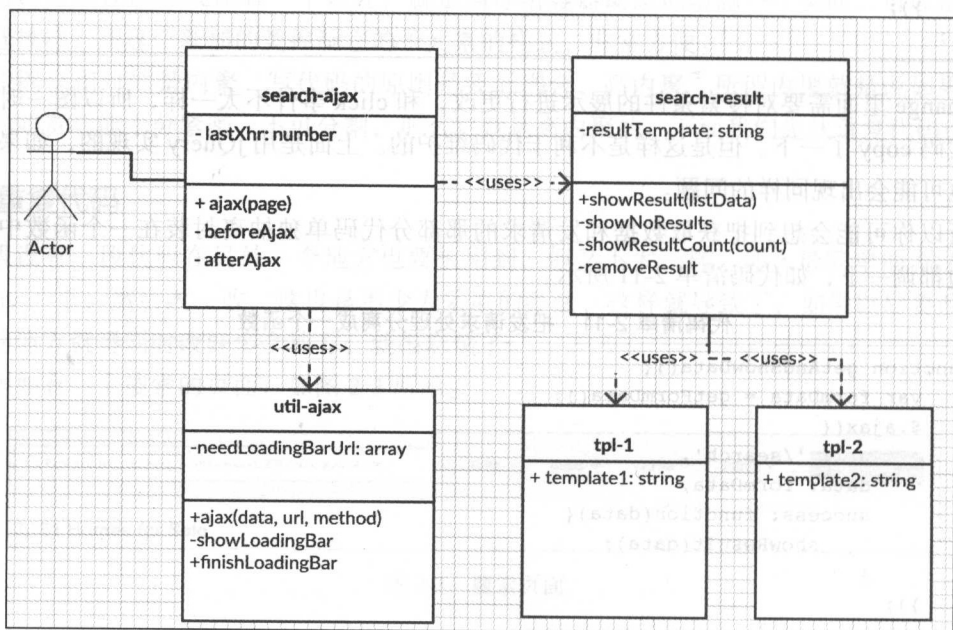 search-ajax
- lastXhr: number
+ ajax(page)
- beforeAjax
- afterAjax
Actor
<<uses>>
search-result
-resultTemplate: string
+showResult(listData)
-showNoResults
-showResultCount(count)
-removeResult
<<uses>>
util-ajax
-needLoadingBarUrl: array
+ajax(data, url, method)
-showLoadingBar
+finishLoadingBar
<<uses>>
<<uses>>
tpl-1
+ template1: string
tpl-2
+ template2: string